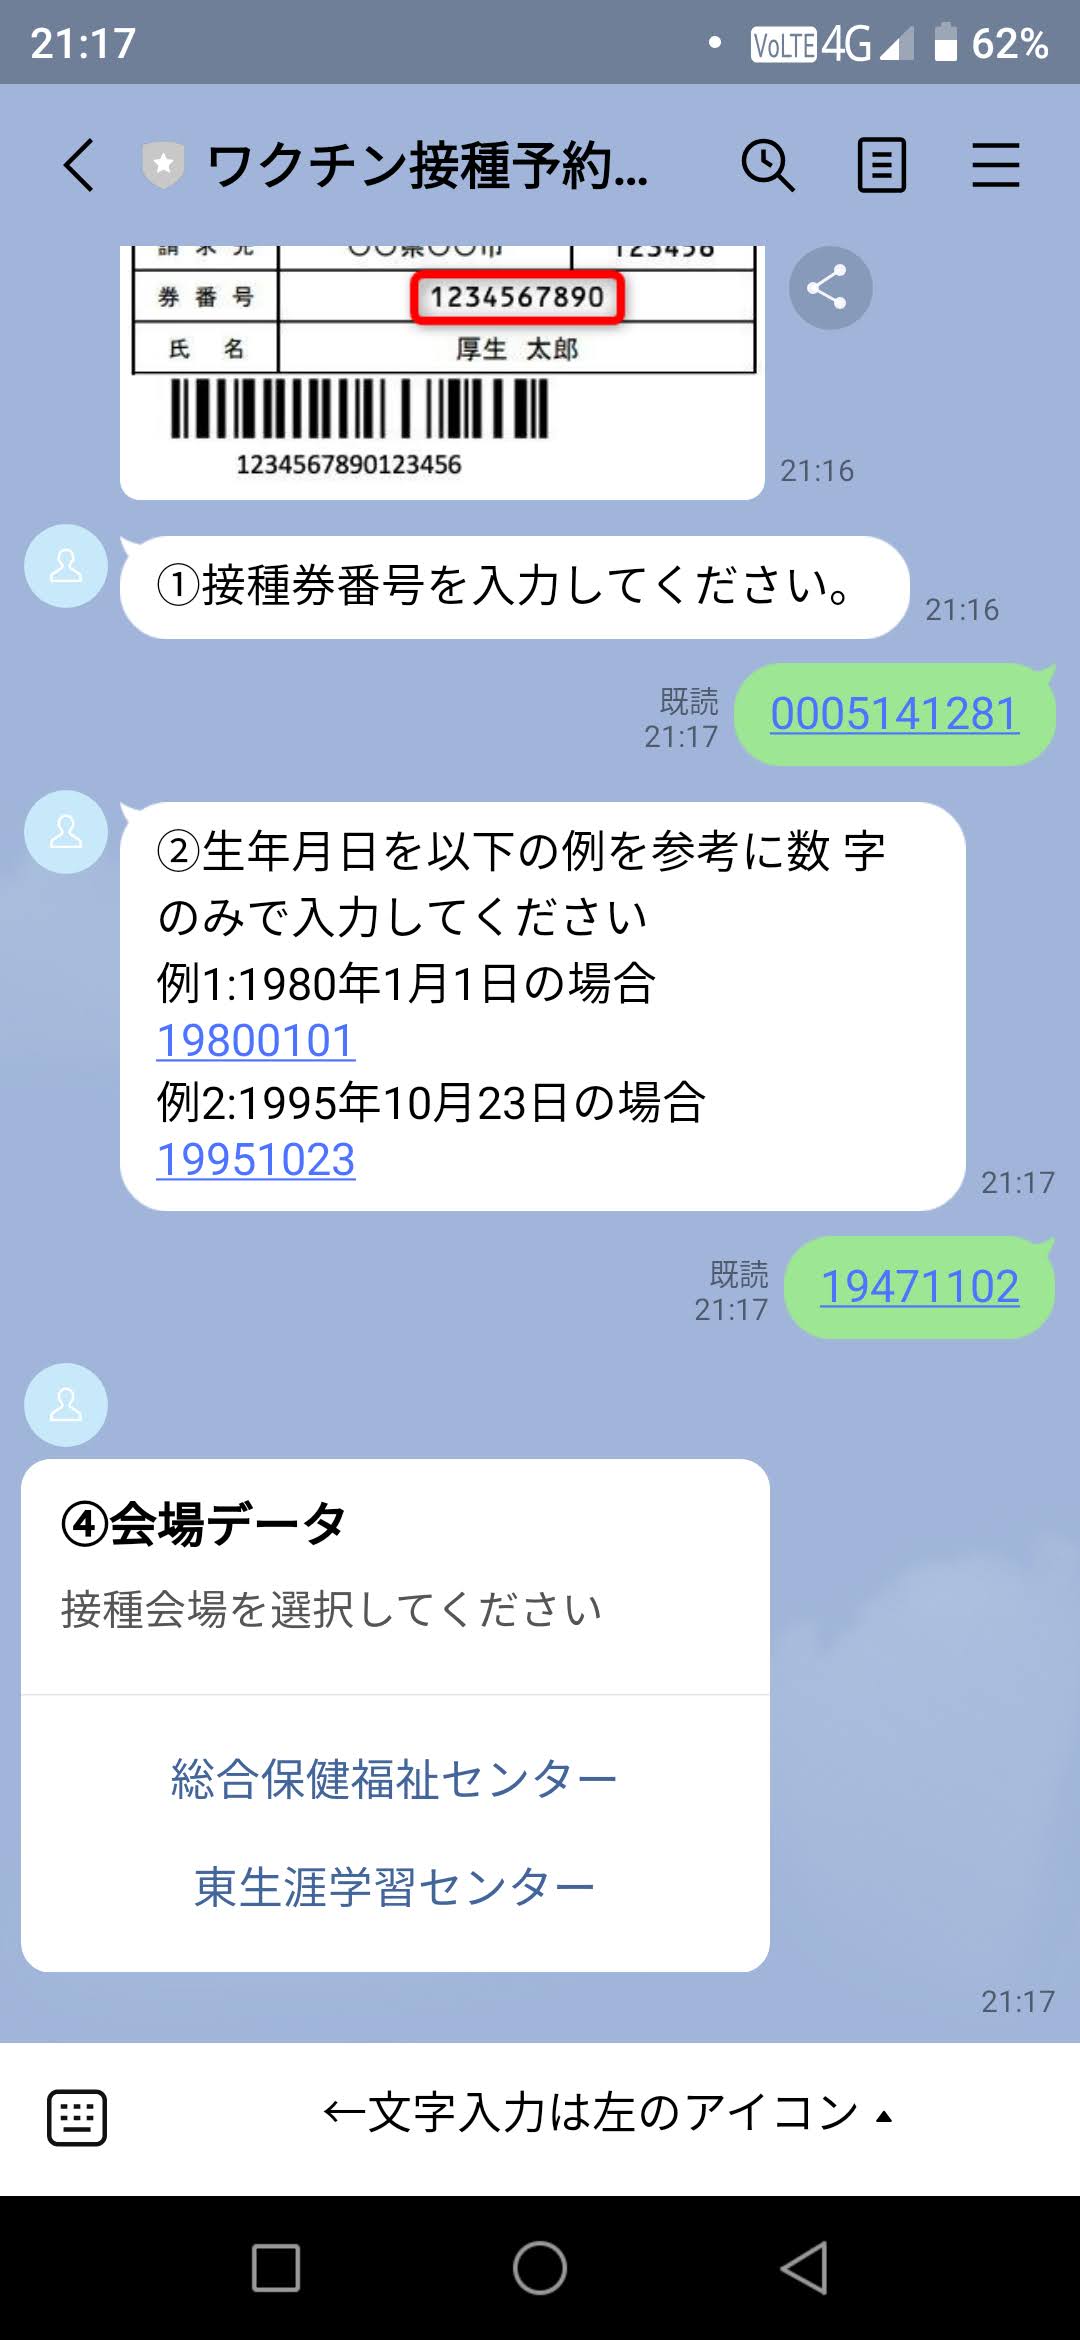 21:17
VoLTE 4G 62%
ワクチン接種予約...
券番号 1234567890
氏 名 厚生 太郎
1234567890123456
21:16
①接種券番号を入力してください。
21:16
既読
21:17
0005141281
②生年月日を以下の例を参考に数 字
のみで入力してください
例1:1980年1月1日の場合
19800101
例2:1995年10月23日の場合
19951023
21:17
既読
21:17
19471102
④会場データ
接種会場を選択してください
総合保健福祉センター
東生涯学習センター
21:17
←文字入力は左のアイコン▲